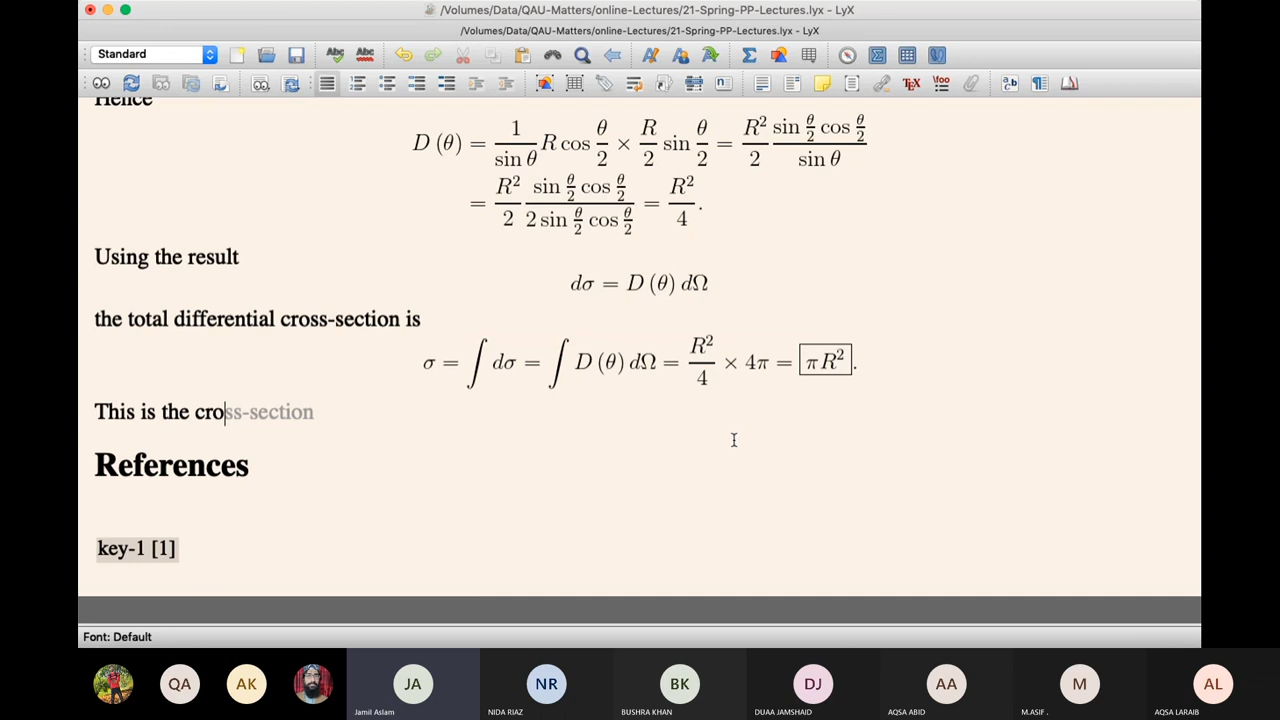 /Volumes/Data/QAU-Matters/online-Lectures/21-Spring-PP-Lectures.lyx - LyX
/Volumes/Data/QAU-Matters/online-Lectures/21-Spring-PP-Lectures.lyx - LyX
Standard
Hence
D (θ) = 1/sin θ R cos θ/2 × R/2 sin θ/2 = R²/2 sin θ/2 cos θ/2 / sin θ
= R²/2 sin θ/2 cos θ/2 / 2 sin θ/2 cos θ/2 = R²/4.
Using the result
dσ = D (θ) dΩ
the total differential cross-section is
σ = ∫ dσ = ∫ D (θ) dΩ = R²/4 × 4π = πR².
This is the cross-section
References
key-1 [1]
Font: Default
QA AK JA NR BK DJ AA M AL
Jamil Aslam NIDA RIAZ BUSHRA KHAN DUAA JAMSHAID AQSA ABID M.ASIF . AQSA LARAIB